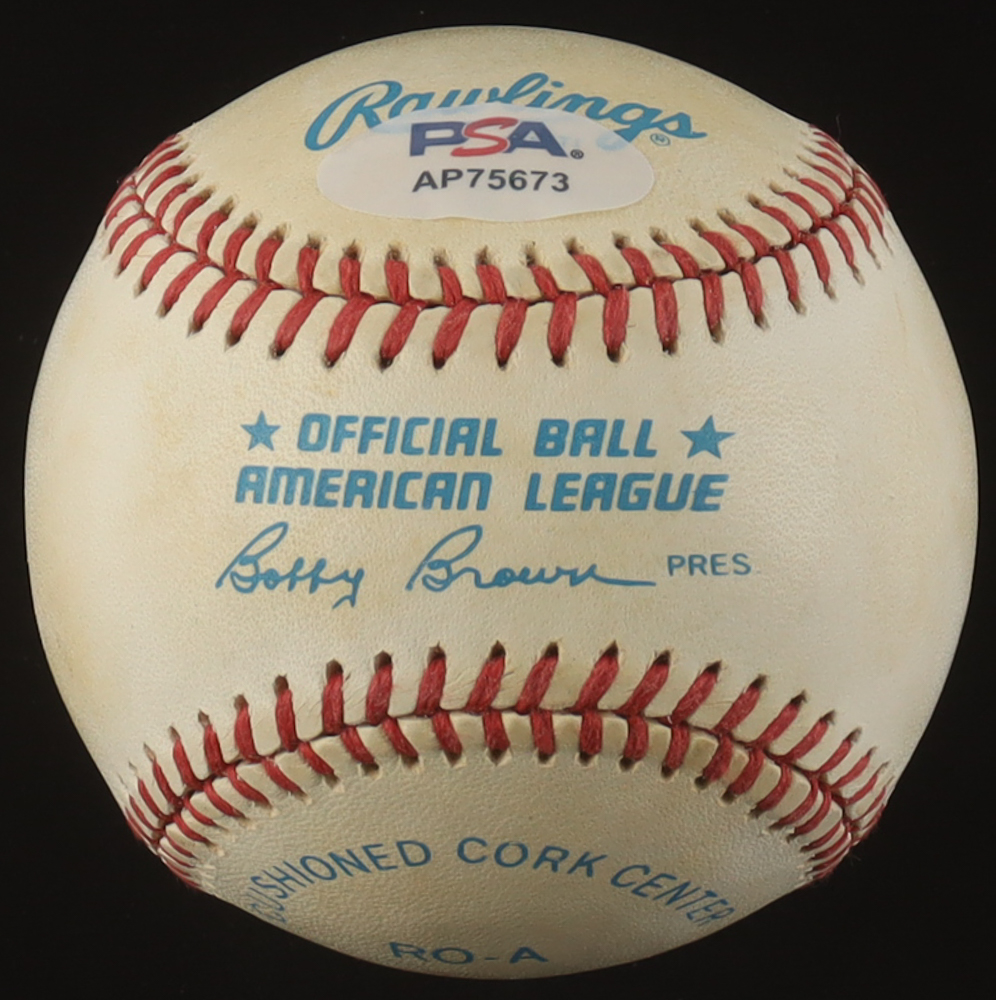 Rawlings®
PSA®
AP75673
★ OFFICIAL BALL ★
AMERICAN LEAGUE
Bobby Brown PRES.
CUSHIONED CORK CENTER
RO-A